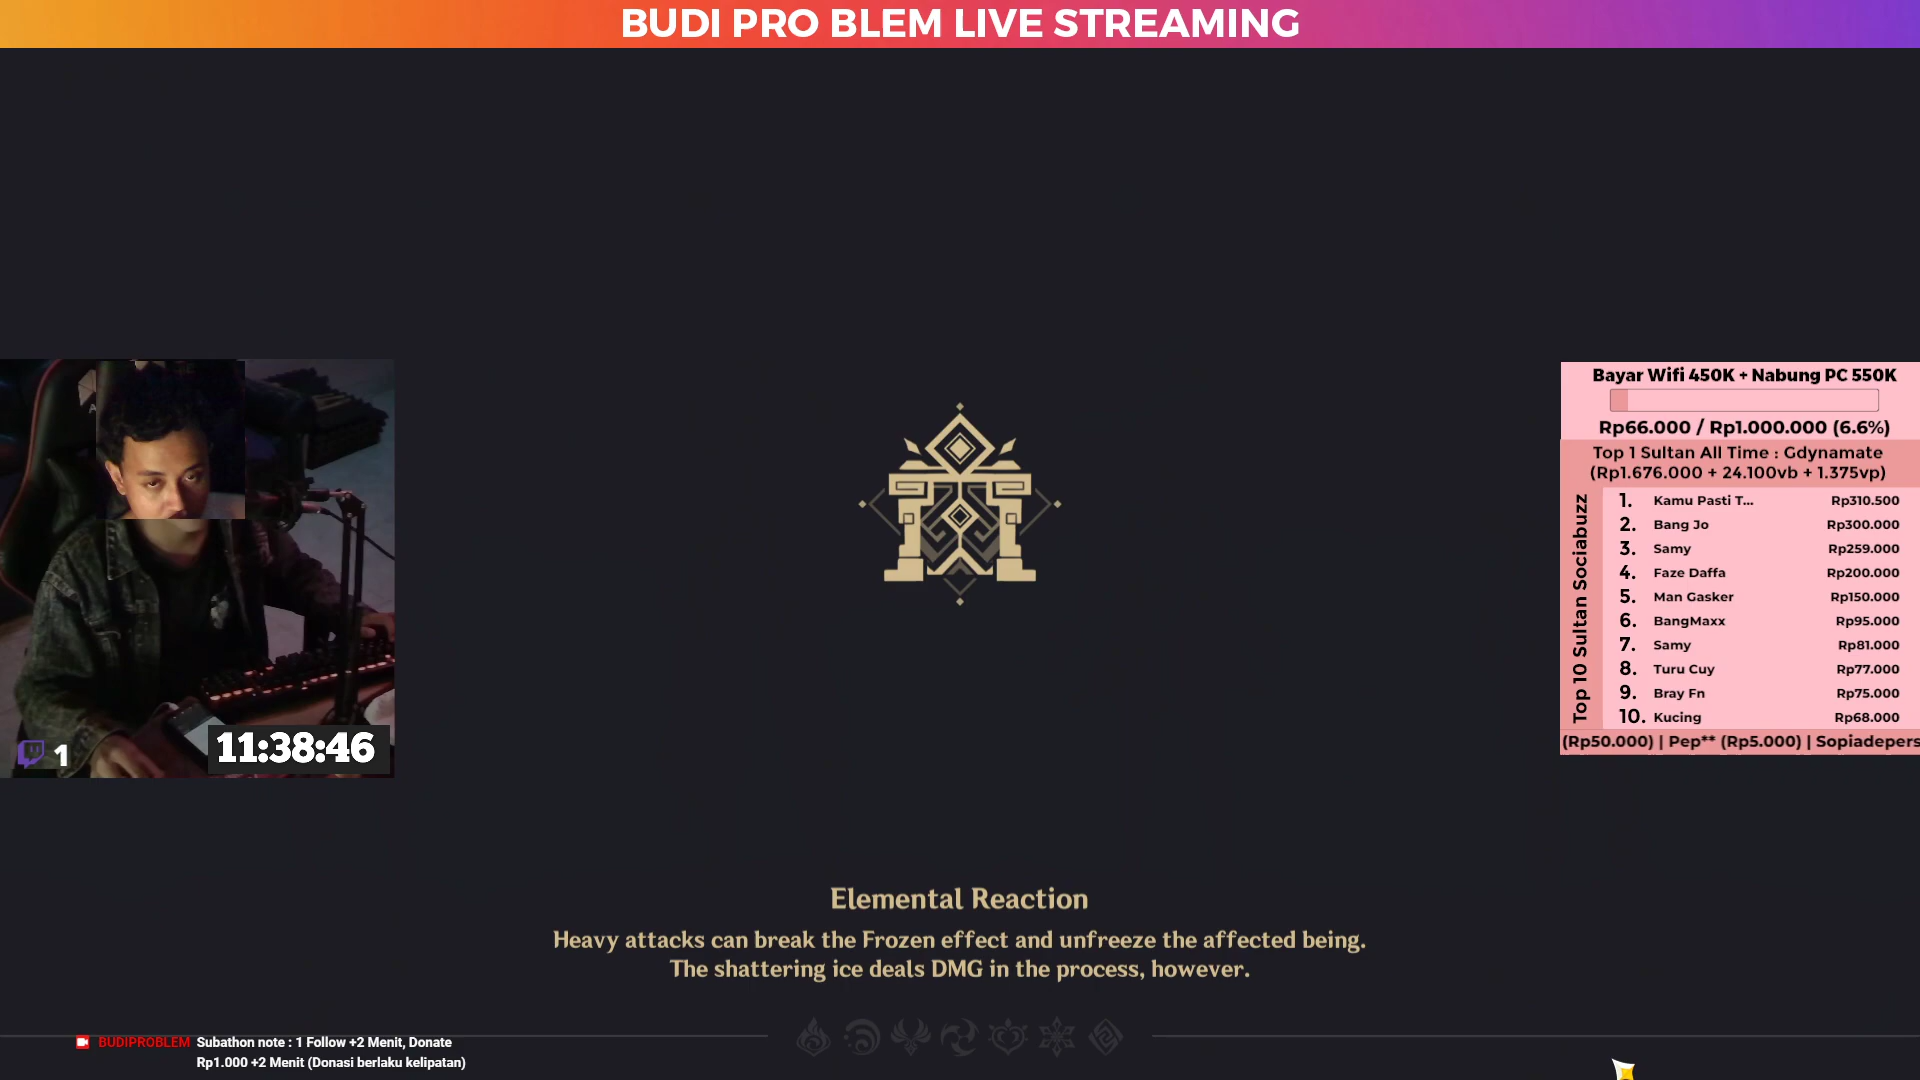 BUDI PRO BLEM LIVE STREAMING
1
11:38:46
Bayar Wifi 450K + Nabung PC 550K
Rp66.000 / Rp1.000.000 (6.6%)
Top 1 Sultan All Time : Gdynamate
(Rp1.676.000 + 24.100vb + 1.375vp)
Top 10 Sultan Sociabuzz
1. Kamu Pasti T... Rp310.500
2. Bang Jo Rp300.000
3. Samy Rp259.000
4. Faze Daffa Rp200.000
5. Man Gasker Rp150.000
6. BangMaxx Rp95.000
7. Samy Rp81.000
8. Turu Cuy Rp77.000
9. Bray Fn Rp75.000
10. Kucing Rp68.000
(Rp50.000) | Pep** (Rp5.000) | Sopiadepers
Elemental Reaction
Heavy attacks can break the Frozen effect and unfreeze the affected being.
The shattering ice deals DMG in the process, however.
BUDIPROBLEM Subathon note : 1 Follow +2 Menit, Donate
Rp1.000 +2 Menit (Donasi berlaku kelipatan)